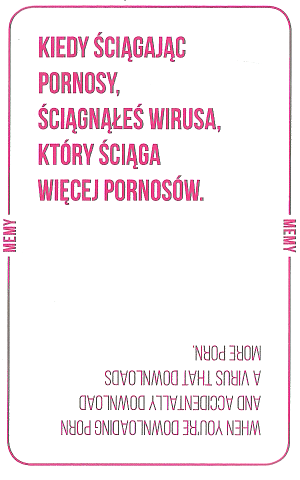 KIEDY ŚCIĄGAJĄC
PORNOSY,
ŚCIĄGNĄŁEŚ WIRUSA,
KTÓRY ŚCIĄGA
WIĘCEJ PORNOSÓW.
MEMY
MEMY
WHEN YOU'RE DOWNLOADING PORN
AND ACCIDENTALLY DOWNLOAD
A VIRUS THAT DOWNLOADS
MORE PORN.